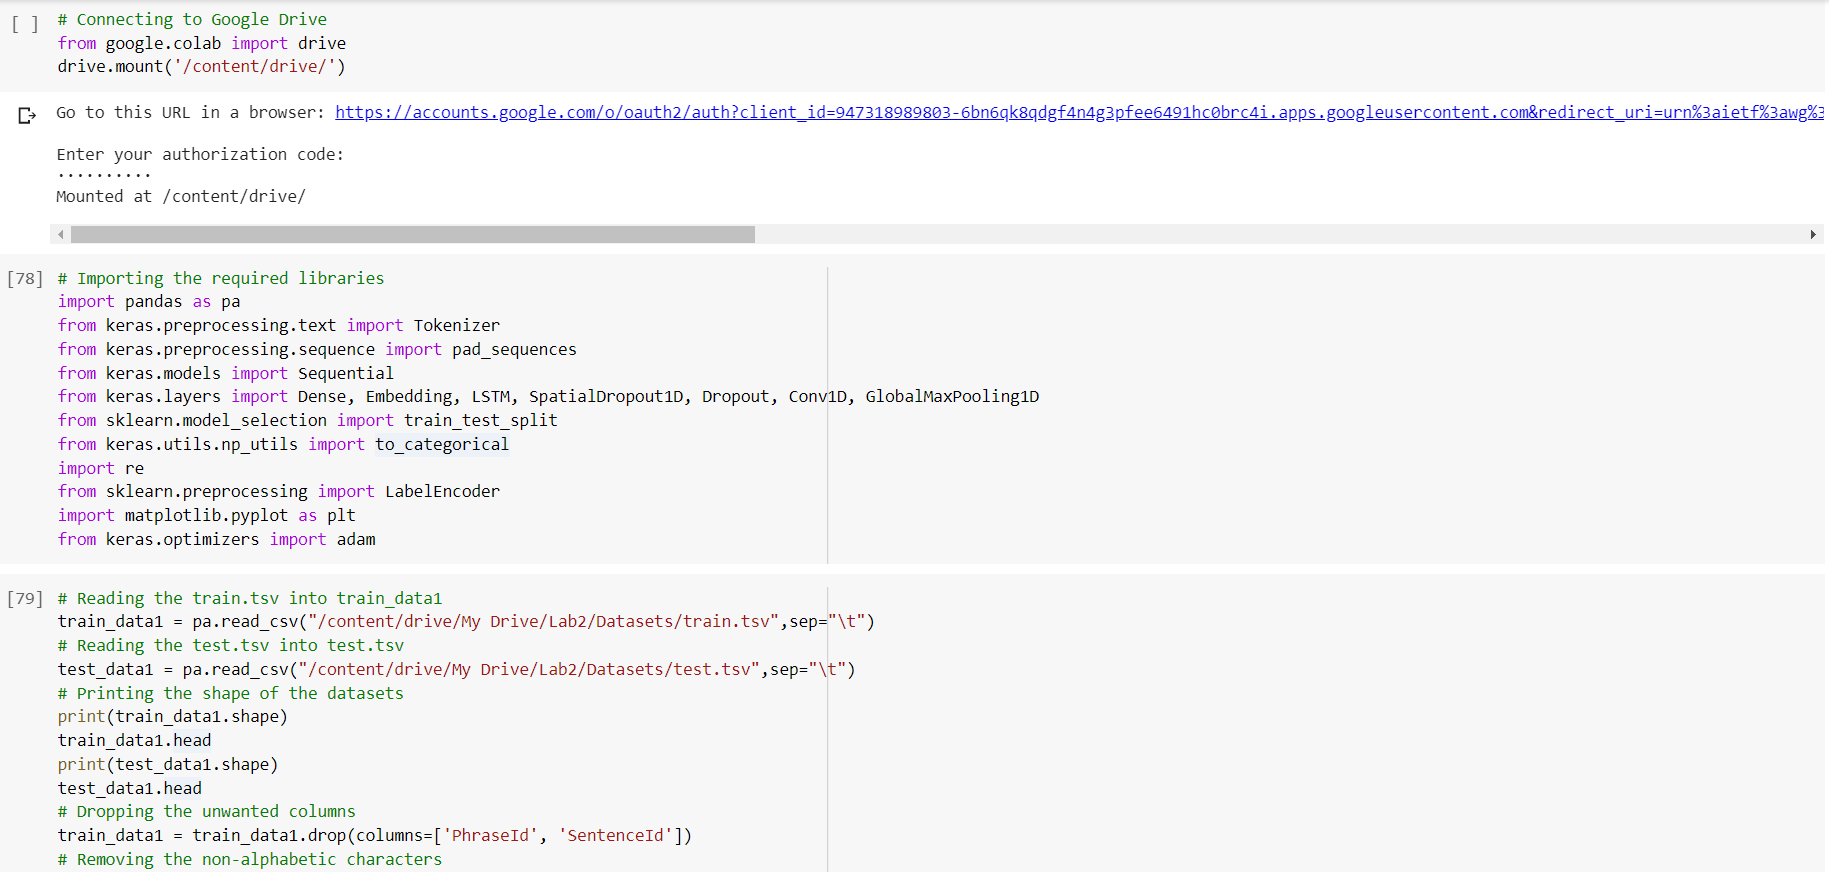 [ ] # Connecting to Google Drive
from google.colab import drive
drive.mount('/content/drive/')
Go to this URL in a browser: https://accounts.google.com/o/oauth2/auth?client_id=947318989803-6bn6qk8qdgf4n4g3pfee6491hc0brc4i.apps.googleusercontent.com&redirect_uri=urn%3aietf%3awg%3
Enter your authorization code:
··········
Mounted at /content/drive/
[78] # Importing the required libraries
import pandas as pa
from keras.preprocessing.text import Tokenizer
from keras.preprocessing.sequence import pad_sequences
from keras.models import Sequential
from keras.layers import Dense, Embedding, LSTM, SpatialDropout1D, Dropout, Conv1D, GlobalMaxPooling1D
from sklearn.model_selection import train_test_split
from keras.utils.np_utils import to_categorical
import re
from sklearn.preprocessing import LabelEncoder
import matplotlib.pyplot as plt
from keras.optimizers import adam
[79] # Reading the train.tsv into train_data1
train_data1 = pa.read_csv("/content/drive/My Drive/Lab2/Datasets/train.tsv",sep="\t")
# Reading the test.tsv into test.tsv
test_data1 = pa.read_csv("/content/drive/My Drive/Lab2/Datasets/test.tsv",sep="\t")
# Printing the shape of the datasets
print(train_data1.shape)
train_data1.head
print(test_data1.shape)
test_data1.head
# Dropping the unwanted columns
train_data1 = train_data1.drop(columns=['PhraseId', 'SentenceId'])
# Removing the non-alphabetic characters